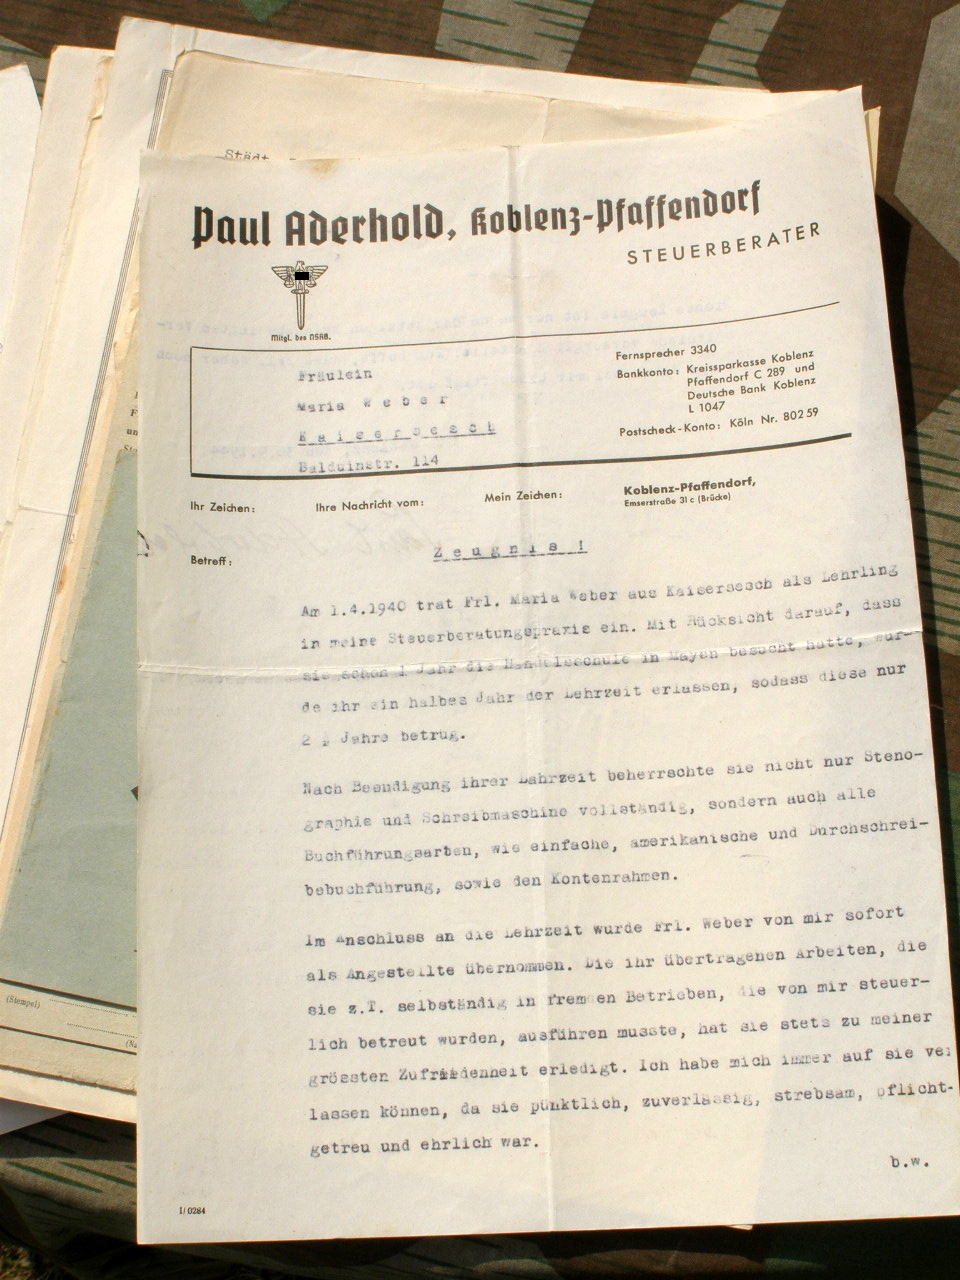 Städt
Paul Aderhold, Koblenz-Pfaffendorf
STEUERBERATER
Mitgl. des NSRB.
Fräulein
Maria W e b e r
K a i s e r s e s c h
Balduinstr. 114
Fernsprecher 3340
Bankkonto: Kreissparkasse Koblenz
Pfaffendorf C 289 und
Deutsche Bank Koblenz
L 1047
Postscheck-Konto: Köln Nr. 80259
Ihr Zeichen:
Ihre Nachricht vom:
Mein Zeichen:
Koblenz-Pfaffendorf,
Emserstraße 31 c (Brücke)
Betreff:
Z e u g n i s !
Am 1.4.1940 trat Frl. Maria Weber aus Kaisersesch als Lehrling
in meine Steuerberatungspraxis ein. Mit Rücksicht darauf, dass
sie schon 1 Jahr die Handelsschule in Mayen besucht hatte, wur-
de ihr ein halbes Jahr der Lehrzeit erlassen, sodass diese nur
2 ½ Jahre betrug.
Nach Beendigung ihrer Lehrzeit beherrschte sie nicht nur Steno-
graphie und Schreibmaschine vollständig, sondern auch alle
Buchführungsarten, wie einfache, amerikanische und Durchschrei-
bebuchführung, sowie den Kontenrahmen.
Im Anschluss an die Lehrzeit wurde Frl. Weber von mir sofort
als Angestellte übernommen. Die ihr übertragenen Arbeiten, die
sie z.T. selbständig in fremden Betrieben, die von mir steuer-
lich betreut wurden, ausführen musste, hat sie stets zu meiner
grössten Zufriedenheit erledigt. Ich habe mich immer auf sie ver
lassen können, da sie pünktlich, zuverlässig, strebsam, pflicht-
getreu und ehrlich war.
b.w.
I/0284
(Stempel)